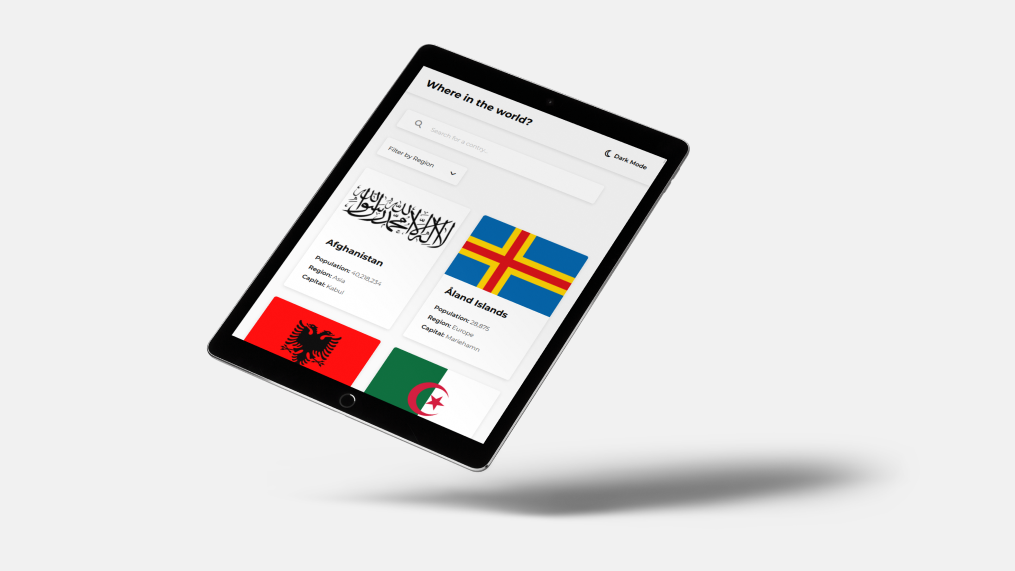 Where in the world?
Dark Mode
Search for a country...
Filter by Region
لا إله إلا الله محمد رسول الله
Afghanistan
Population: 40,218,234
Region: Asia
Capital: Kabul
Åland Islands
Population: 28,875
Region: Europe
Capital: Mariehamn